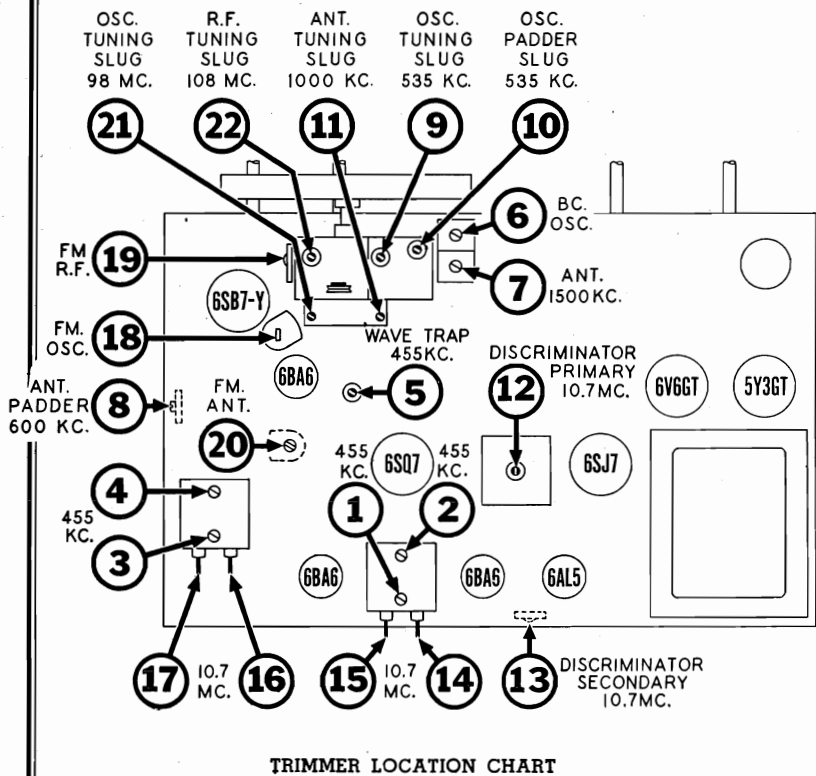 OSC.
TUNING
SLUG
98 MC.
R.F.
TUNING
SLUG
108 MC.
ANT.
TUNING
SLUG
1000 KC.
OSC.
TUNING
SLUG
535 KC.
OSC.
PADDER
SLUG
535 KC.
21
22
11
9
10
6
BC.
OSC.
FM
R.F.
19
7
ANT.
1500KC.
6SB7-Y
FM.
OSC.
18
WAVE TRAP
455KC.
DISCRIMINATOR
PRIMARY
10.7MC.
ANT.
PADDER
600 KC.
8
6BA6
FM.
ANT.
5
12
6V6GT
5Y3GT
20
455
KC.
6SQ7
455
KC.
6SJ7
4
455
KC.
3
1
2
6BA6
6BA6
6AL5
17
10.7
MC.
16
15
10.7
MC.
14
13
DISCRIMINATOR
SECONDARY
10.7MC.
TRIMMER LOCATION CHART